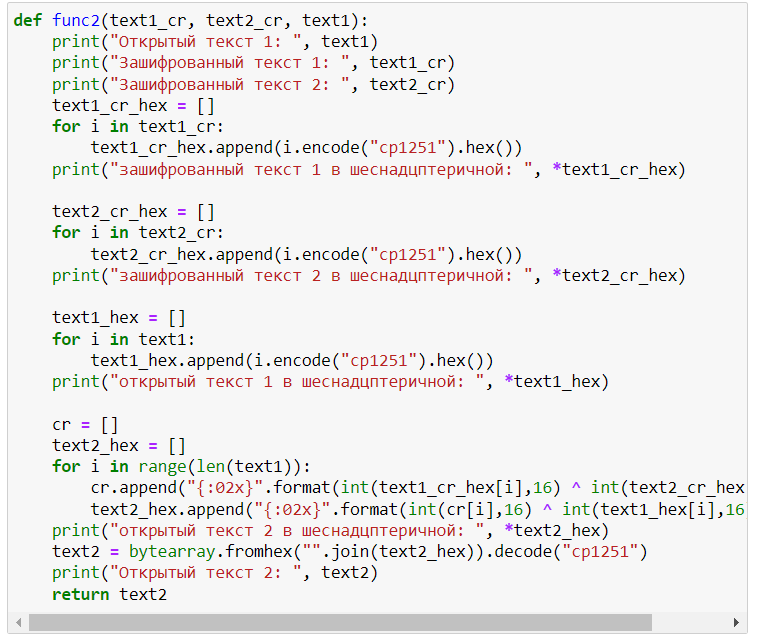 def func2(text1_cr, text2_cr, text1):
    print("Открытый текст 1: ", text1)
    print("Зашифрованный текст 1: ", text1_cr)
    print("Зашифрованный текст 2: ", text2_cr)
    text1_cr_hex = []
    for i in text1_cr:
        text1_cr_hex.append(i.encode("cp1251").hex())
    print("зашифрованный текст 1 в шеснадцптеричной: ", *text1_cr_hex)

    text2_cr_hex = []
    for i in text2_cr:
        text2_cr_hex.append(i.encode("cp1251").hex())
    print("зашифрованный текст 2 в шеснадцптеричной: ", *text2_cr_hex)

    text1_hex = []
    for i in text1:
        text1_hex.append(i.encode("cp1251").hex())
    print("открытый текст 1 в шеснадцптеричной: ", *text1_hex)

    cr = []
    text2_hex = []
    for i in range(len(text1)):
        cr.append("{:02x}".format(int(text1_cr_hex[i],16) ^ int(text2_cr_hex
        text2_hex.append("{:02x}".format(int(cr[i],16) ^ int(text1_hex[i],16
    print("открытый текст 2 в шеснадцптеричной: ", *text2_hex)
    text2 = bytearray.fromhex("".join(text2_hex)).decode("cp1251")
    print("Открытый текст 2: ", text2)
    return text2